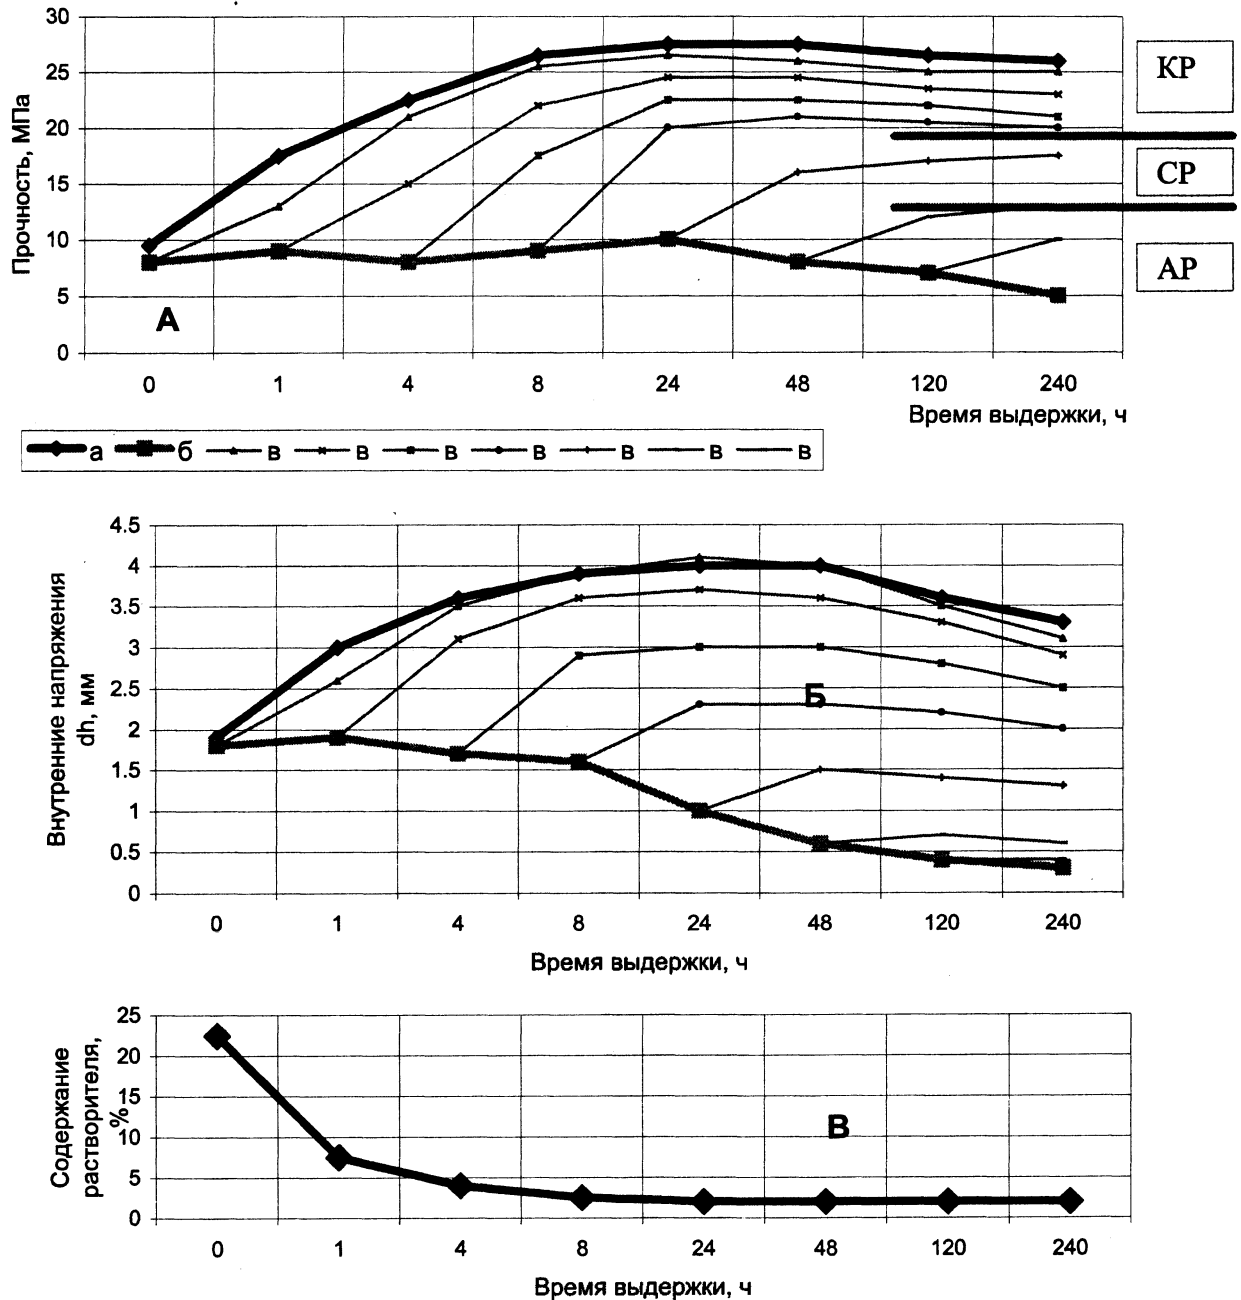 30
25
20
15
10
5
0
Прочность, МПа
А
КР
СР
АР
0 1 4 8 24 48 120 240
Время выдержки, ч
а б в в в в в в в
4.5
4
3.5
3
2.5
2
1.5
1
0.5
0
Внутренние напряжения
dh, мм
Б
0 1 4 8 24 48 120 240
Время выдержки, ч
25
20
15
10
5
0
Содержание
растворителя,
%
В
0 1 4 8 24 48 120 240
Время выдержки, ч